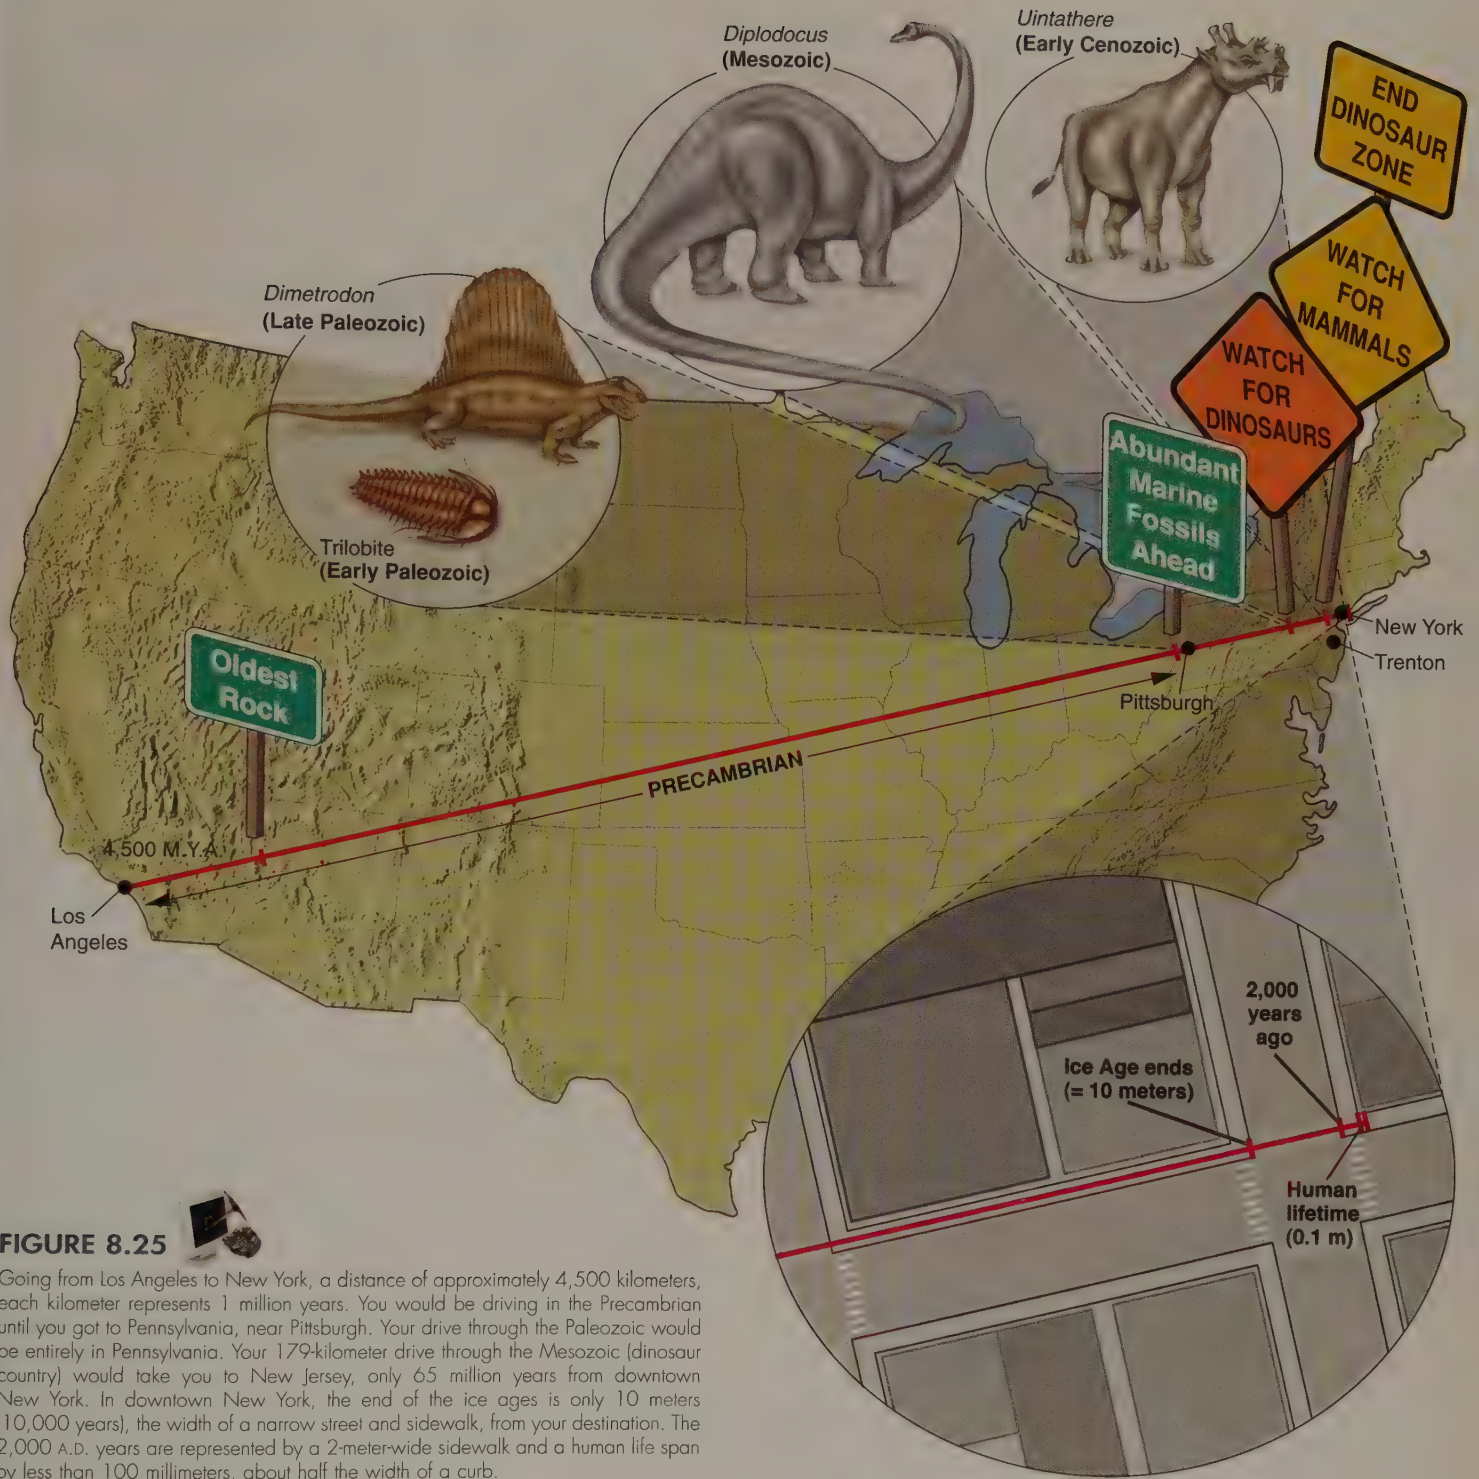 Diplodocus
(Mesozoic)
Uintathere
(Early Cenozoic)
END
DINOSAUR
ZONE
WATCH
FOR
MAMMALS
WATCH
FOR
DINOSAURS
Dimetrodon
(Late Paleozoic)
Abundant
Marine
Fossils
Ahead
Trilobite
(Early Paleozoic)
Oldest
Rock
New York
Trenton
Pittsburgh
PRECAMBRIAN
4,500 M.Y.A.
Los
Angeles
2,000
years
ago
Ice Age ends
(= 10 meters)
Human
lifetime
(0.1 m)
FIGURE 8.25
Going from Los Angeles to New York, a distance of approximately 4,500 kilometers,
each kilometer represents 1 million years. You would be driving in the Precambrian
until you got to Pennsylvania, near Pittsburgh. Your drive through the Paleozoic would
be entirely in Pennsylvania. Your 179-kilometer drive through the Mesozoic (dinosaur
country) would take you to New Jersey, only 65 million years from downtown
New York. In downtown New York, the end of the ice ages is only 10 meters
10,000 years), the width of a narrow street and sidewalk, from your destination. The
2,000 A.D. years are represented by a 2-meter-wide sidewalk and a human life span
by less than 100 millimeters, about half the width of a curb.